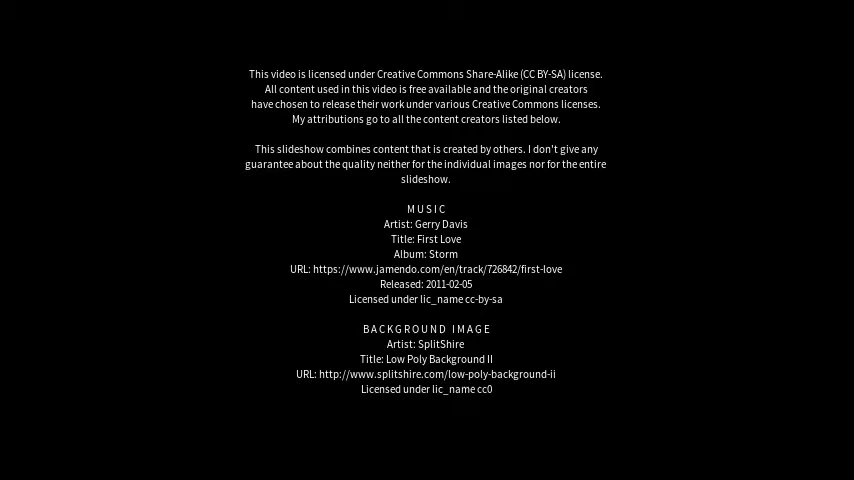 This video is licensed under Creative Commons Share-Alike (CC BY-SA) license.
All content used in this video is free available and the original creators
have chosen to release their work under various Creative Commons licenses.
My attributions go to all the content creators listed below.
This slideshow combines content that is created by others. I don't give any
guarantee about the quality neither for the individual images nor for the entire
slideshow.
MUSIC
Artist: Gerry Davis
Title: First Love
Album: Storm
URL: https://www.jamendo.com/en/track/726842/first-love
Released: 2011-02-05
Licensed under lic_name cc-by-sa
BACKGROUND IMAGE
Artist: SplitShire
Title: Low Poly Background II
URL: http://www.splitshire.com/low-poly-background-ii
Licensed under lic_name cc0